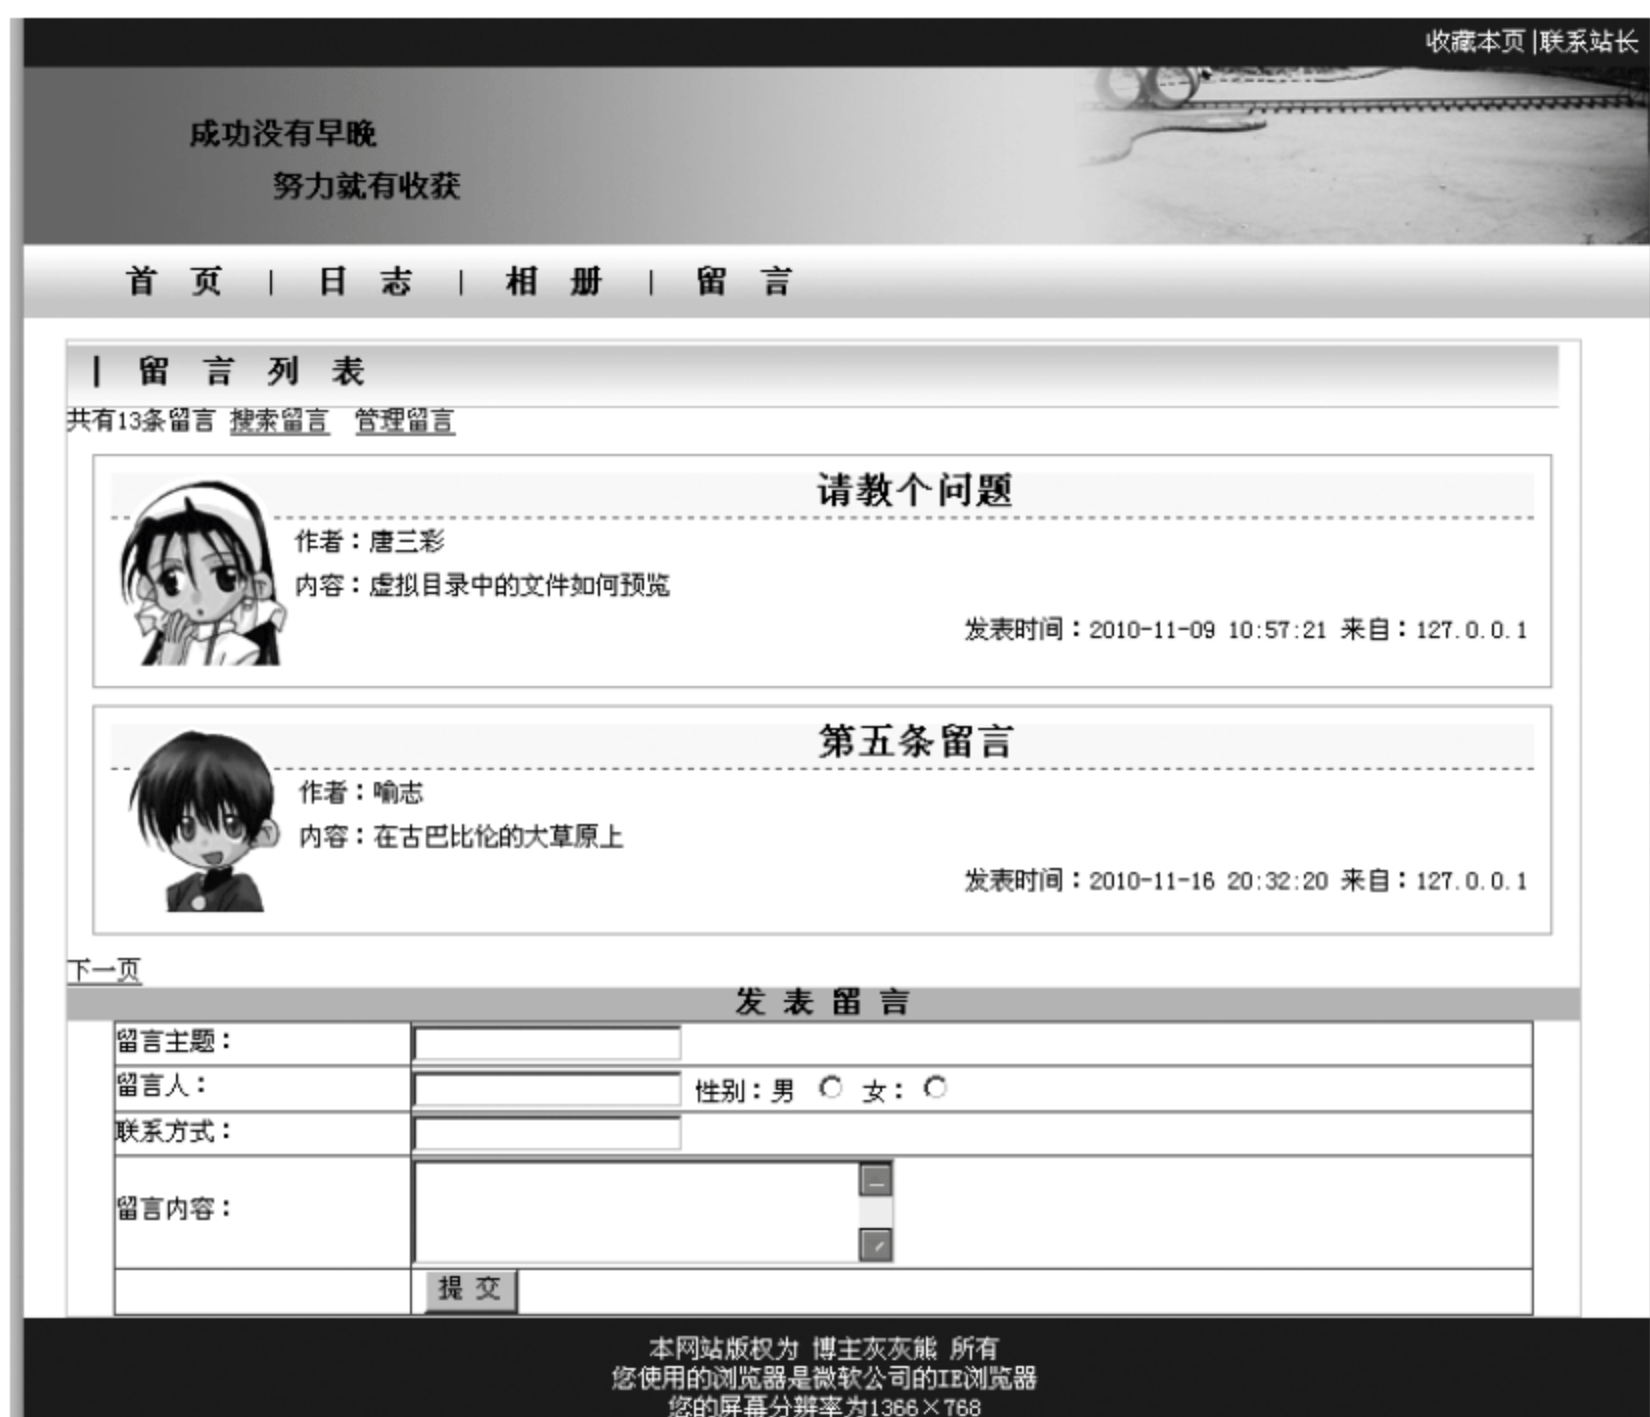 收藏本页 |联系站长
成功没有早晚
努力就有收获
首 页 | 日 志 | 相 册 | 留 言
| 留 言 列 表
共有13条留言 搜索留言 管理留言
请教个问题
作者：唐三彩
内容：虚拟目录中的文件如何预览
发表时间：2010-11-09 10:57:21 来自：127.0.0.1
第五条留言
作者：喻志
内容：在古巴比伦的大草原上
发表时间：2010-11-16 20:32:20 来自：127.0.0.1
下一页
发 表 留 言
留言主题：
留言人： 性别：男 女：
联系方式：
留言内容：
提 交
本网站版权为 博主灰灰熊 所有
您使用的浏览器是微软公司的IE浏览器
您的屏幕分辨率为1366×768